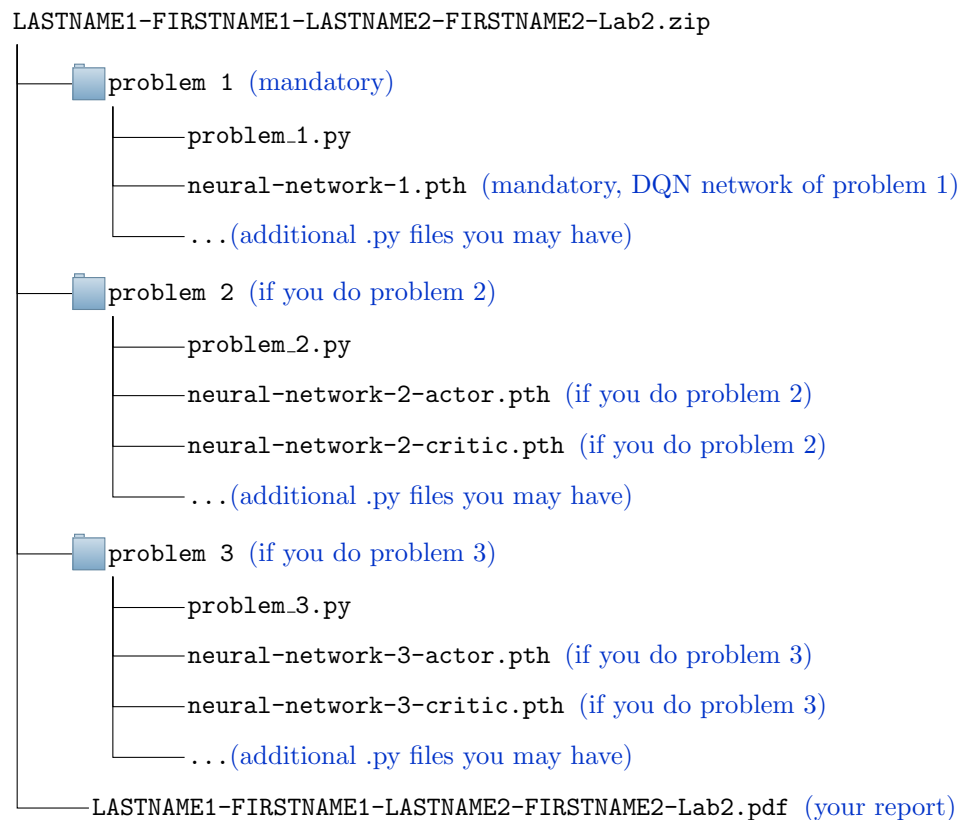 LASTNAME1-FIRSTNAME1-LASTNAME2-FIRSTNAME2-Lab2.zip
problem 1 (mandatory)
problem_1.py
neural-network-1.pth (mandatory, DQN network of problem 1)
...(additional .py files you may have)
problem 2 (if you do problem 2)
problem_2.py
neural-network-2-actor.pth (if you do problem 2)
neural-network-2-critic.pth (if you do problem 2)
...(additional .py files you may have)
problem 3 (if you do problem 3)
problem_3.py
neural-network-3-actor.pth (if you do problem 3)
neural-network-3-critic.pth (if you do problem 3)
...(additional .py files you may have)
LASTNAME1-FIRSTNAME1-LASTNAME2-FIRSTNAME2-Lab2.pdf (your report)